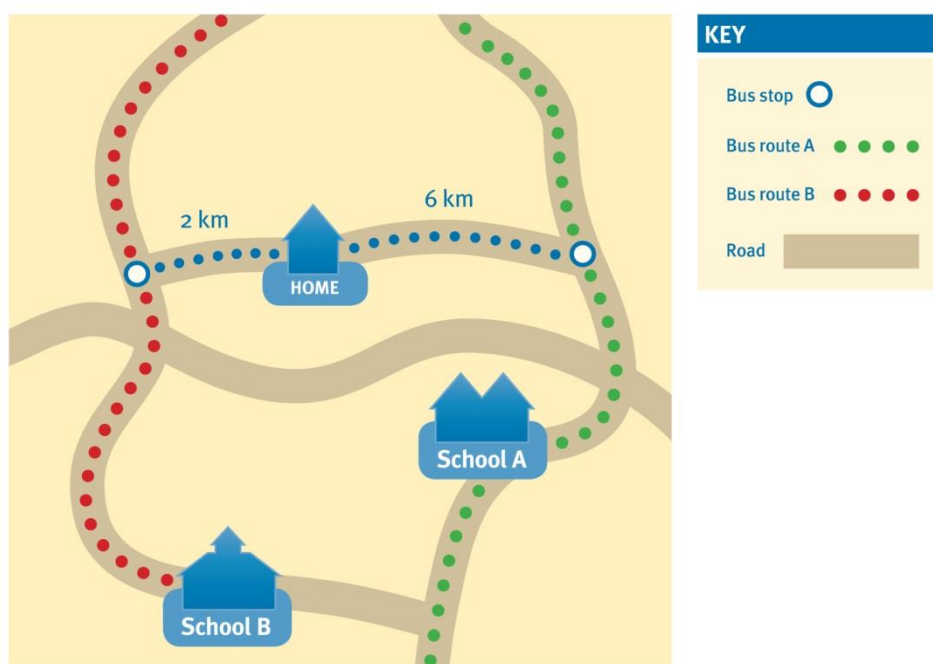 2 km
6 km
HOME
School A
School B
KEY
Bus stop
Bus route A
Bus route B
Road